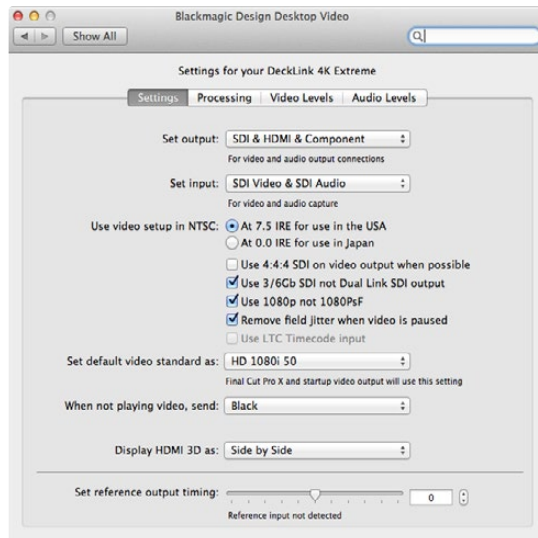 Blackmagic Design Desktop Video
Show All
Settings for your DeckLink 4K Extreme
Settings Processing Video Levels Audio Levels
Set output: SDI & HDMI & Component
For video and audio output connections
Set input: SDI Video & SDI Audio
For video and audio capture
Use video setup in NTSC: At 7.5 IRE for use in the USA
At 0.0 IRE for use in Japan
Use 4:4:4 SDI on video output when possible
Use 3/6Gb SDI not Dual Link SDI output
Use 1080p not 1080PsF
Remove field jitter when video is paused
Use LTC Timecode input
Set default video standard as: HD 1080i 50
Final Cut Pro X and startup video output will use this setting
When not playing video, send: Black
Display HDMI 3D as: Side by Side
Set reference output timing: 0
Reference input not detected